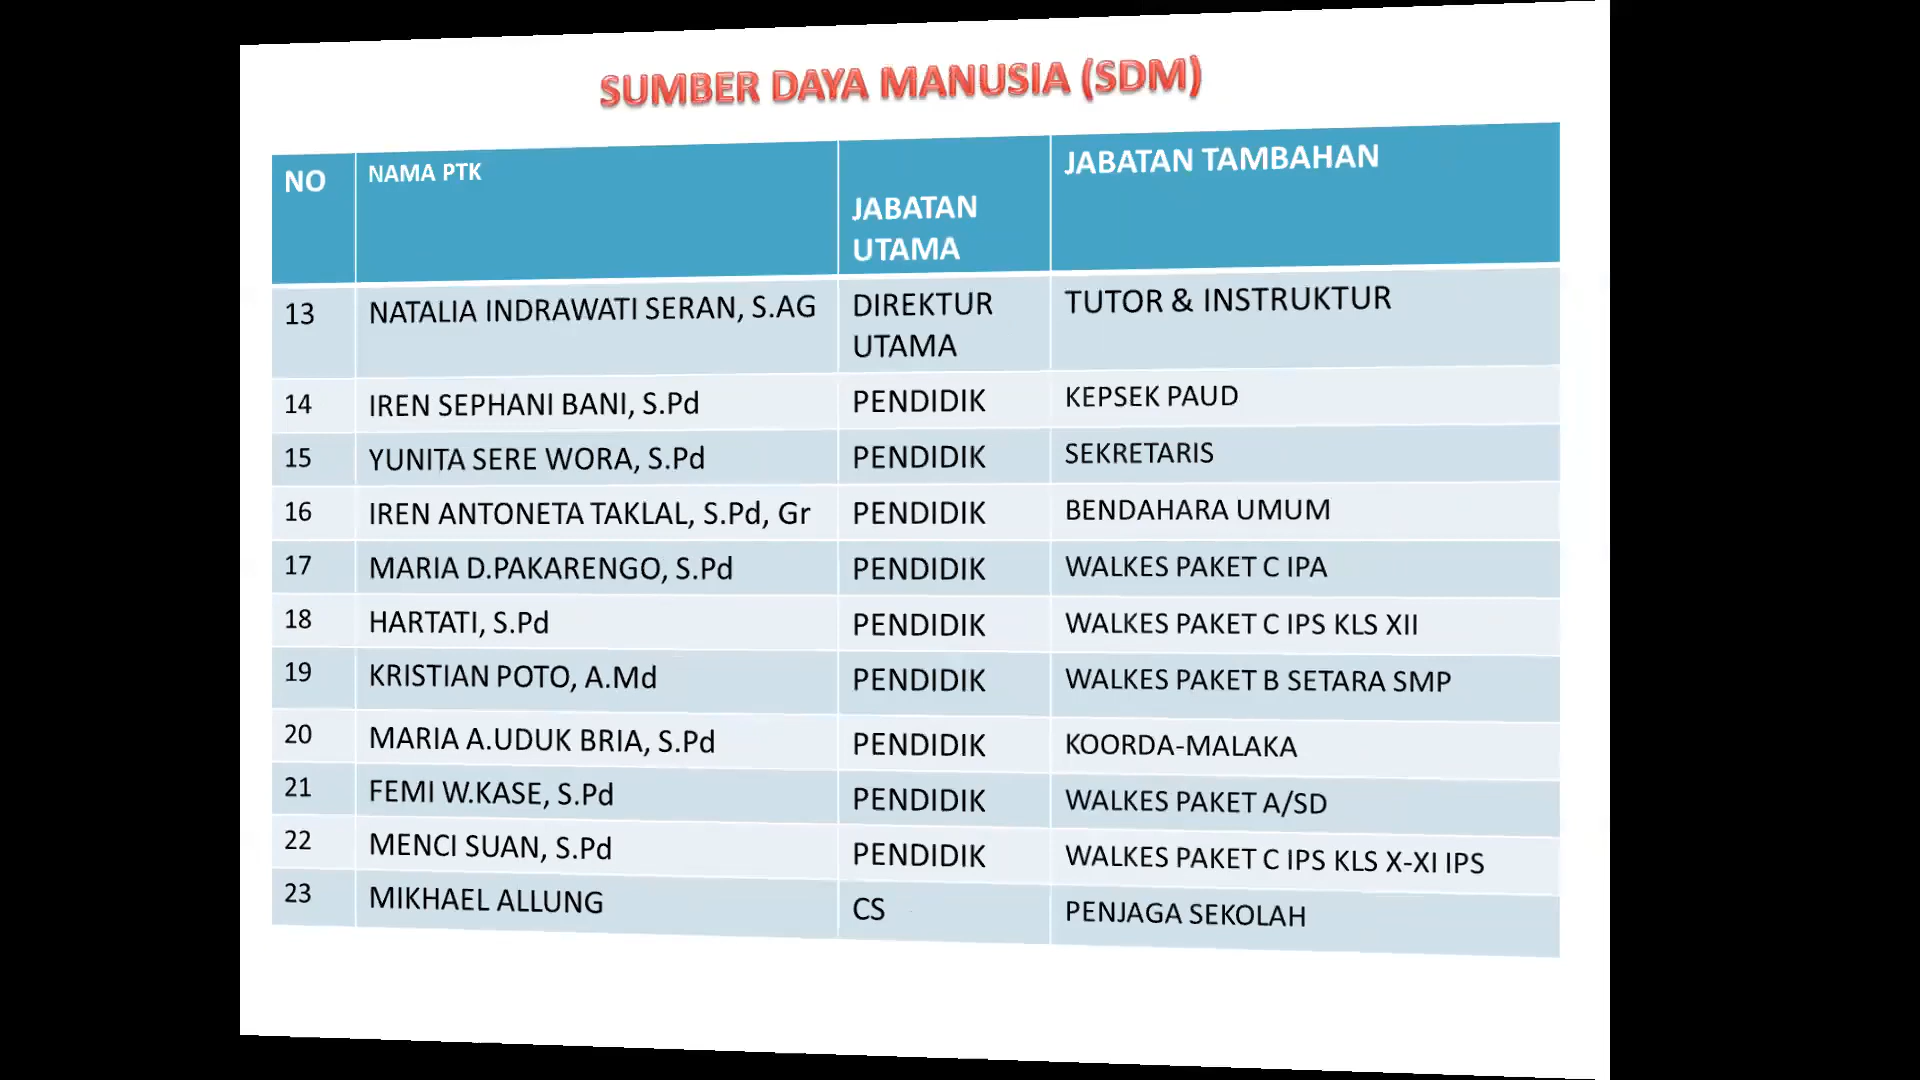 SUMBER DAYA MANUSIA (SDM)
NO NAMA PTK JABATAN UTAMA JABATAN TAMBAHAN
13 NATALIA INDRAWATI SERAN, S.AG DIREKTUR UTAMA TUTOR & INSTRUKTUR
14 IREN SEPHANI BANI, S.Pd PENDIDIK KEPSEK PAUD
15 YUNITA SERE WORA, S.Pd PENDIDIK SEKRETARIS
16 IREN ANTONETA TAKLAL, S.Pd, Gr PENDIDIK BENDAHARA UMUM
17 MARIA D.PAKARENGO, S.Pd PENDIDIK WALKES PAKET C IPA
18 HARTATI, S.Pd PENDIDIK WALKES PAKET C IPS KLS XII
19 KRISTIAN POTO, A.Md PENDIDIK WALKES PAKET B SETARA SMP
20 MARIA A.UDUK BRIA, S.Pd PENDIDIK KOORDA-MALAKA
21 FEMI W.KASE, S.Pd PENDIDIK WALKES PAKET A/SD
22 MENCI SUAN, S.Pd PENDIDIK WALKES PAKET C IPS KLS X-XI IPS
23 MIKHAEL ALLUNG CS PENJAGA SEKOLAH